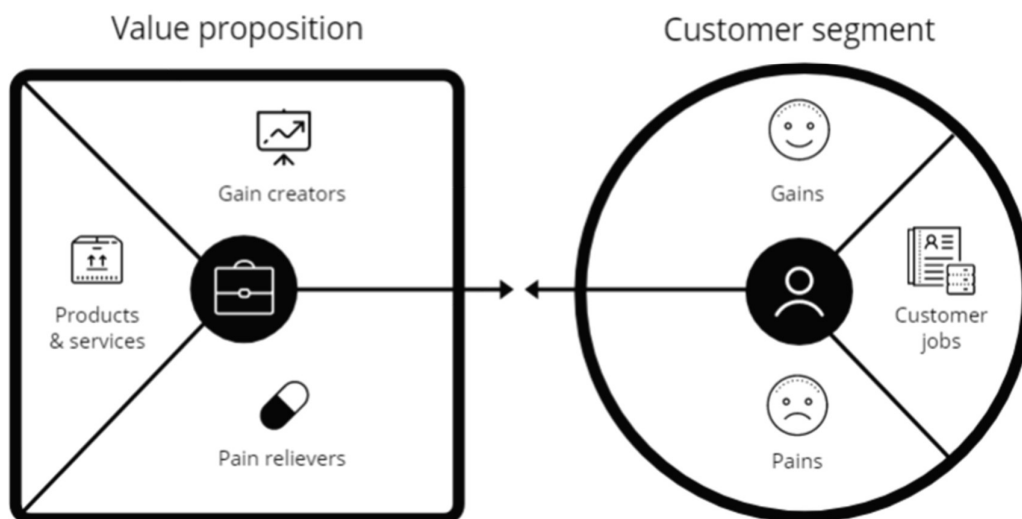 Value proposition
Customer segment
Gain creators
Products
& services
Pain relievers
Gains
Customer
jobs
Pains